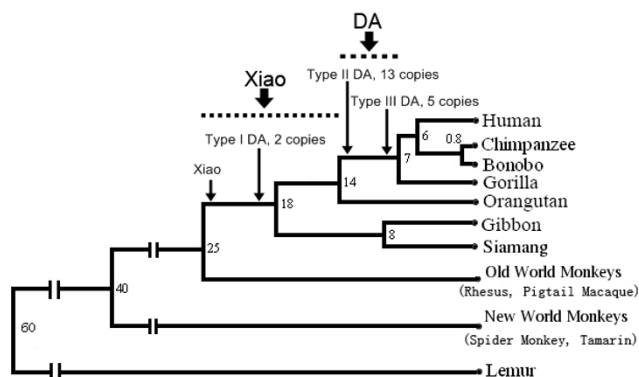 DA
Xiao
Type II DA, 13 copies
Type III DA, 5 copies
Type I DA, 2 copies
Xiao
Human
6
0.8
Chimpanzee
Bonobo
7
Gorilla
14
Orangutan
18
Gibbon
8
Siamang
25
Old World Monkeys
(Rhesus, Pigtail Macaque)
40
New World Monkeys
(Spider Monkey, Tamarin)
60
Lemur